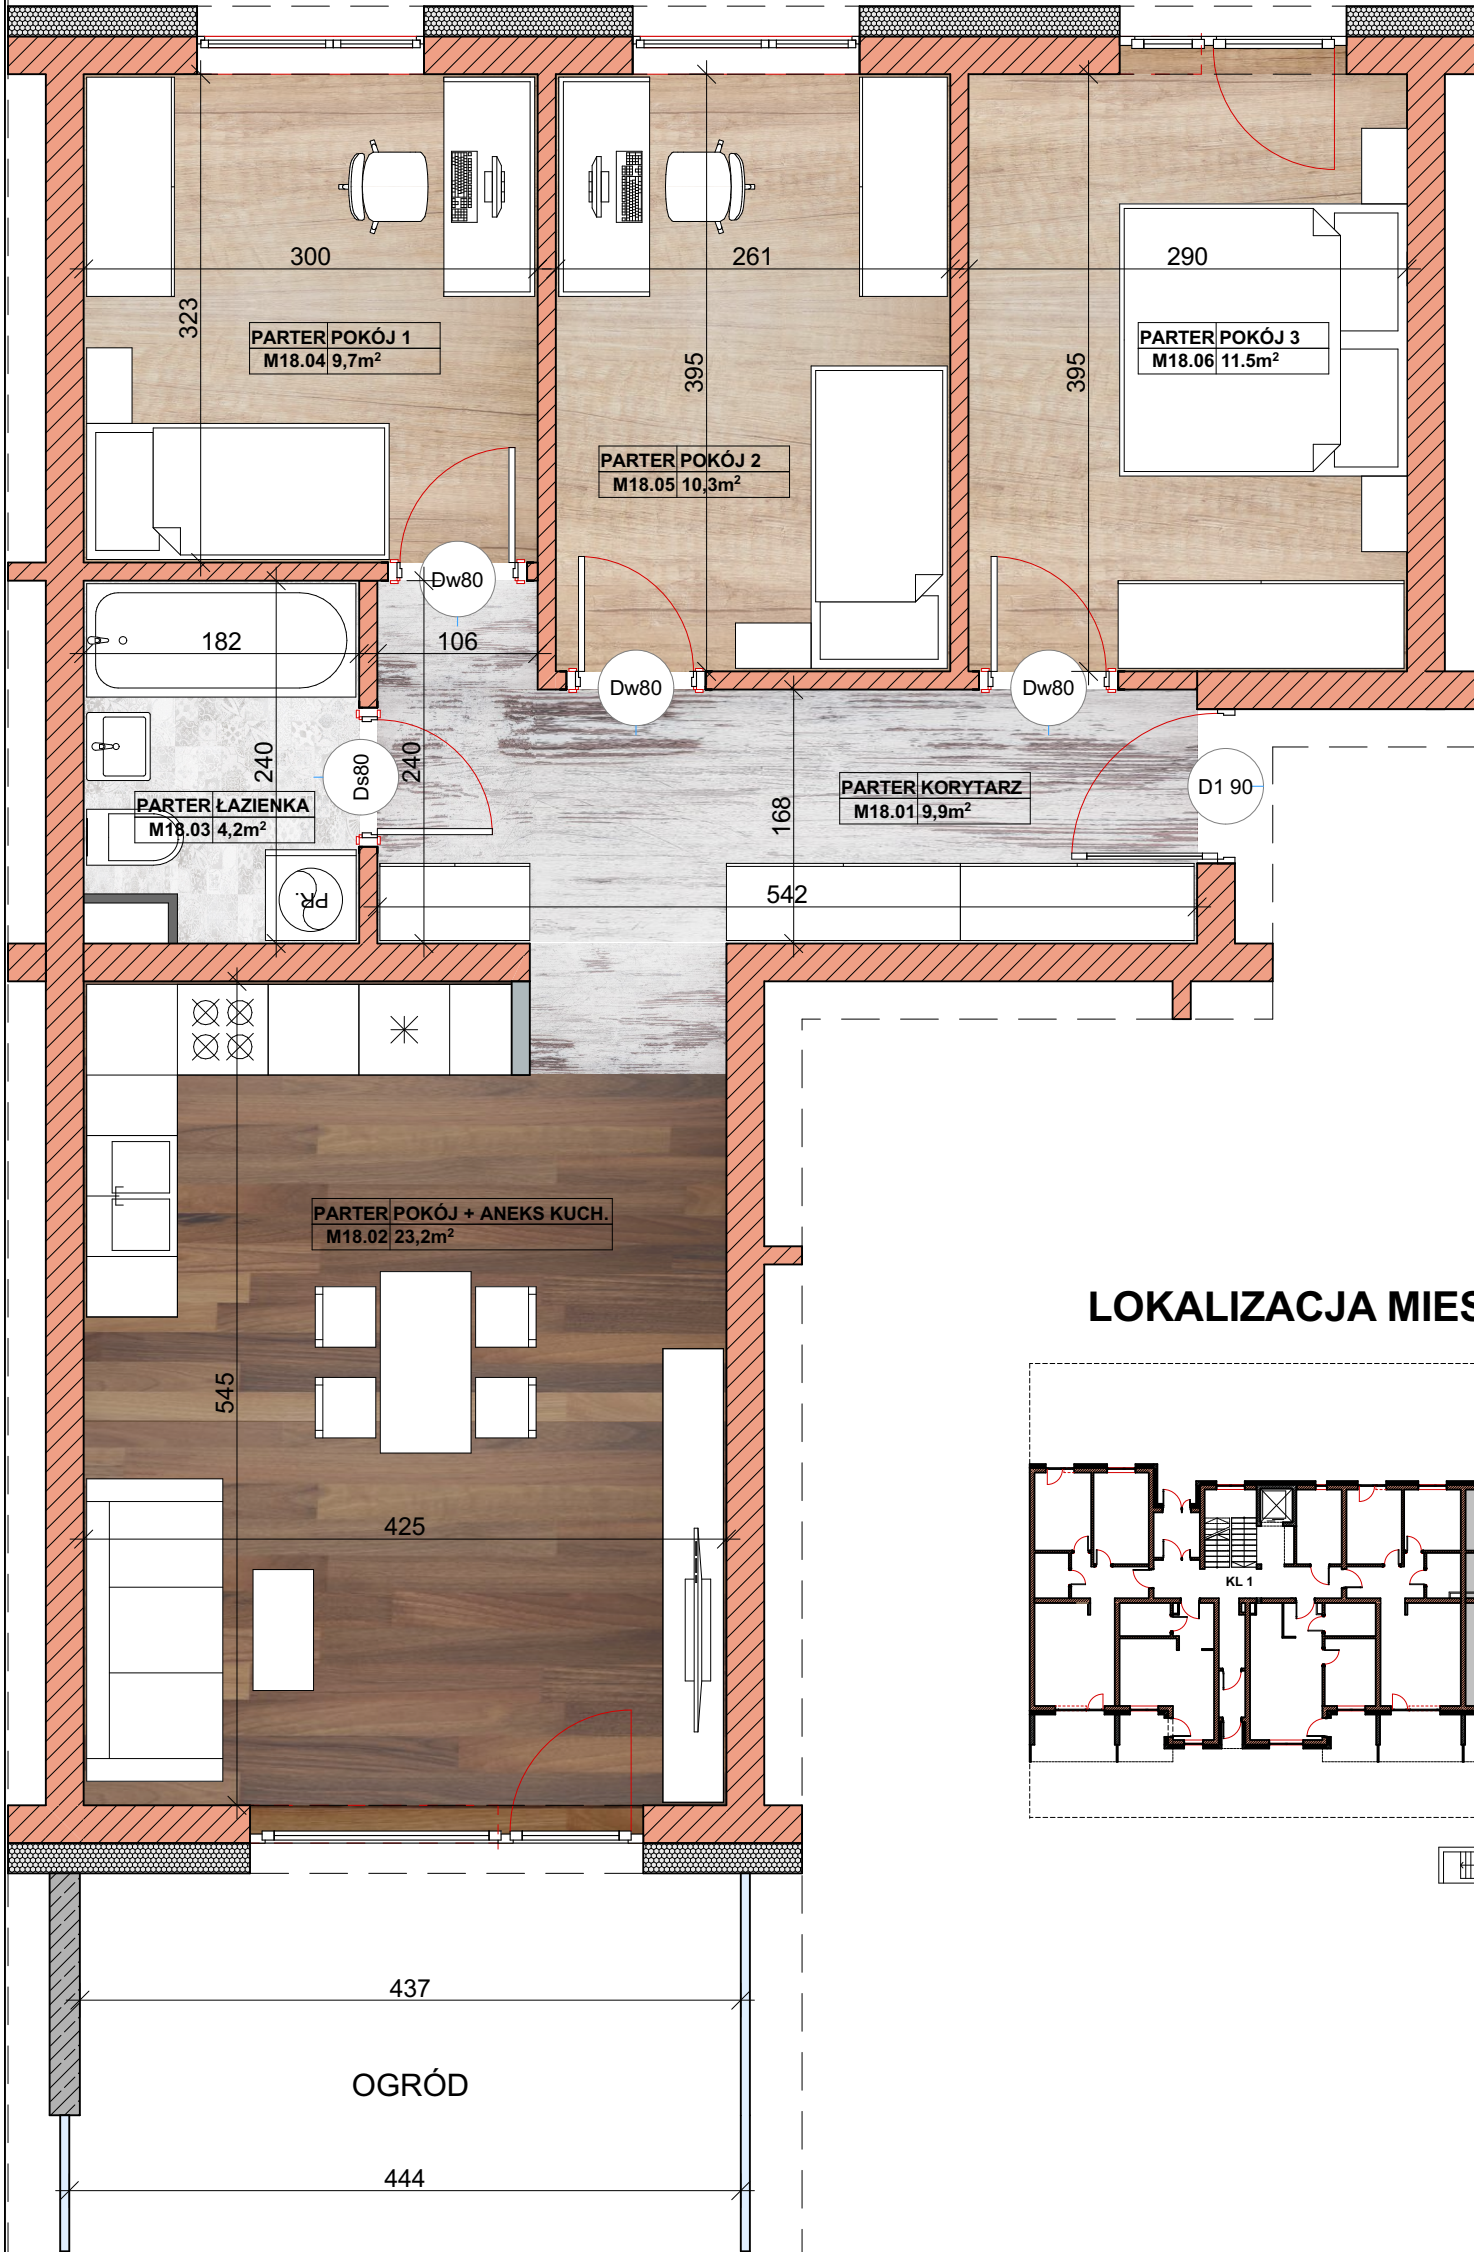 300
261
290
323
395
395
PARTER POKÓJ 1
M18.04 9,7m²
PARTER POKÓJ 3
M18.06 11.5m²
PARTER POKÓJ 2
M18.05 10,3m²
Dw80
182
106
Dw80
Dw80
240
Ds80
240
168
D1 90
PARTER ŁAZIENKA
M18.03 4,2m²
PARTER KORYTARZ
M18.01 9,9m²
PR.
542
PARTER POKÓJ + ANEKS KUCH.
M18.02 23,2m²
545
LOKALIZACJA MIES
425
KL 1
437
OGRÓD
444